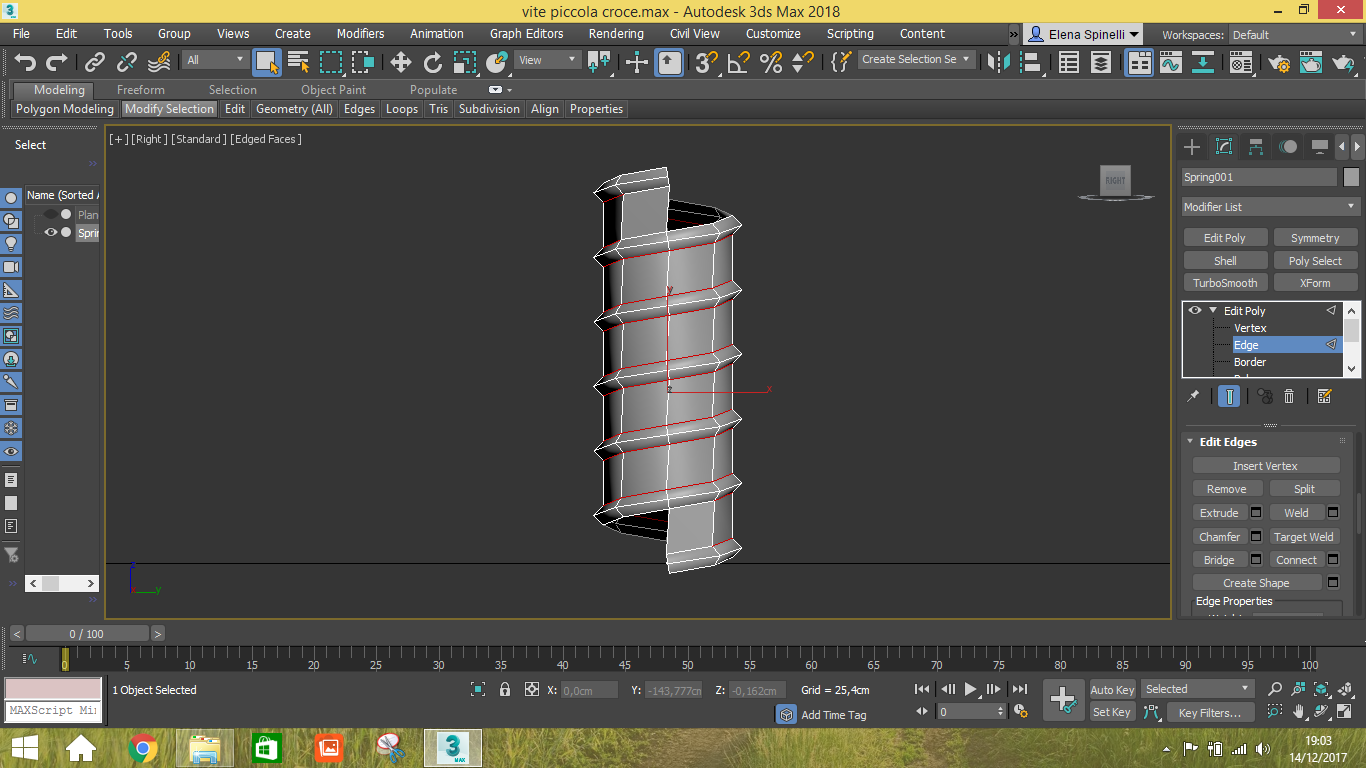 vite piccola croce.max - Autodesk 3ds Max 2018
File Edit Tools Group Views Create Modifiers Animation Graph Editors Rendering Civil View Customize Scripting Content » Elena Spinelli Workspaces: Default
All View Create Selection Se
Modeling Freeform Selection Object Paint Populate
Polygon Modeling Modify Selection Edit Geometry (All) Edges Loops Tris Subdivision Align Properties
Select
[+] [Right] [Standard] [Edged Faces]
RIGHT
Name (Sorted A
Plan
Sprin
Spring001
Modifier List
Edit Poly Symmetry
Shell Poly Select
TurboSmooth XForm
Edit Poly
Vertex
Edge
Border
y
z x
z
y
Edit Edges
Insert Vertex
Remove Split
Extrude Weld
Chamfer Target Weld
Bridge Connect
Create Shape
Edge Properties
< 0 / 100 >
0 5 10 15 20 25 30 35 40 45 50 55 60 65 70 75 80 85 90 95 100
1 Object Selected X: 0,0cm Y: -143,777cn Z: -0,162cm Grid = 25,4cm Auto Key Selected
MAXScript Min Add Time Tag 0 Set Key Key Filters...
3 MAX
19:03
14/12/2017